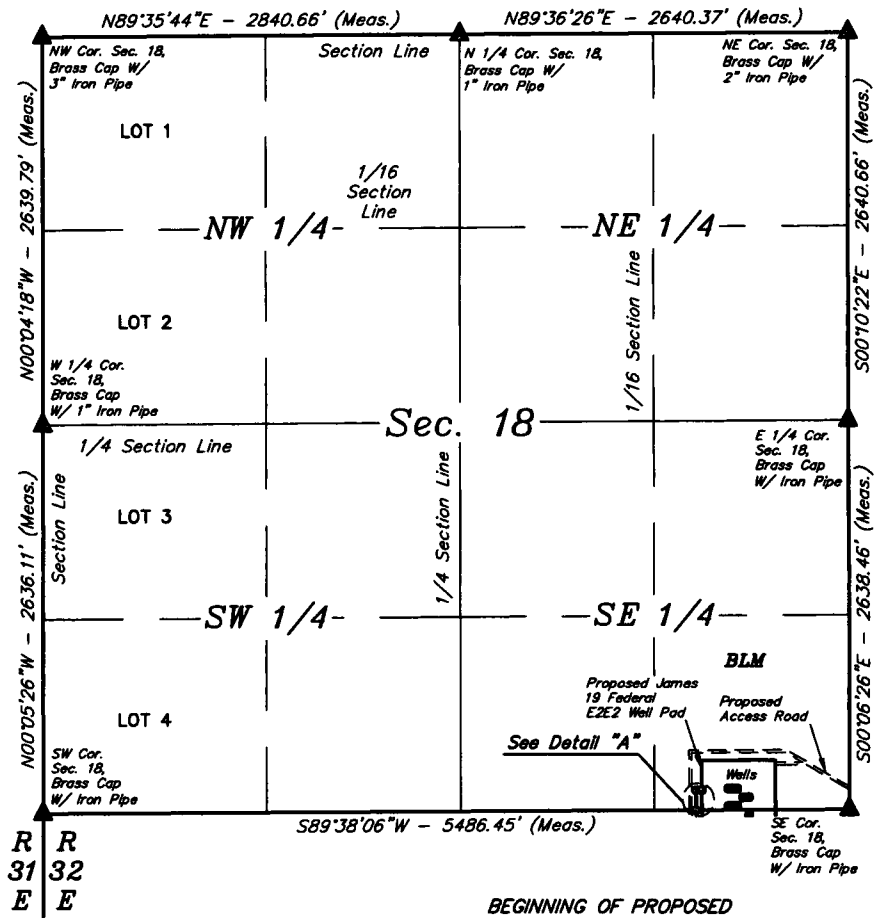 N89°35'44"E - 2840.66' (Meas.)
N89°36'26"E - 2640.37' (Meas.)
NW Cor. Sec. 18,
Brass Cap W/
3" Iron Pipe
Section Line
N 1/4 Cor. Sec. 18,
Brass Cap W/
1" Iron Pipe
NE Cor. Sec. 18,
Brass Cap W/
2" Iron Pipe
N00°04'18"W - 2639.79' (Meas.)
S00°10'22"E - 2640.66' (Meas.)
LOT 1
1/16
Section
Line
NW 1/4
NE 1/4
1/16 Section Line
LOT 2
W 1/4 Cor.
Sec. 18,
Brass Cap
W/ 1" Iron Pipe
Sec. 18
1/4 Section Line
E 1/4 Cor.
Sec. 18,
Brass Cap
W/ Iron Pipe
N00°05'26"W - 2636.11' (Meas.)
Section Line
LOT 3
1/4 Section Line
S00°06'26"E - 2638.46' (Meas.)
SW 1/4
SE 1/4
BLM
Proposed James
19 Federal
E2E2 Well Pad
Proposed
Access Road
LOT 4
See Detail "A"
Wells
SW Cor.
Sec. 18,
Brass Cap
W/ Iron Pipe
S89°38'06"W - 5486.45' (Meas.)
SE Cor.
Sec. 18,
Brass Cap
W/ Iron Pipe
R R
31 32
E E
BEGINNING OF PROPOSED